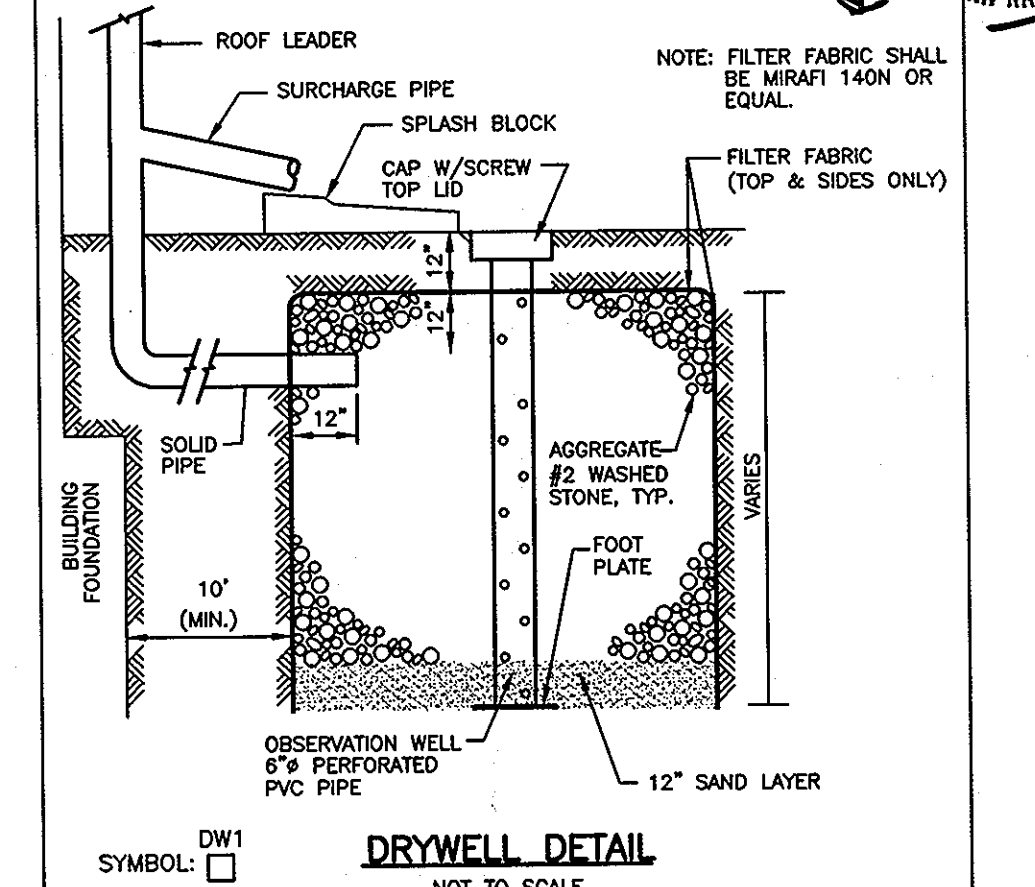 ROOF LEADER
NOTE: FILTER FABRIC SHALL
BE MIRAFI 140N OR
EQUAL.
SURCHARGE PIPE
SPLASH BLOCK
CAP W/SCREW
TOP LID
FILTER FABRIC
(TOP & SIDES ONLY)
12"
12"
12"
SOLID
PIPE
AGGREGATE
#2 WASHED
STONE, TYP.
VARIES
BUILDING
FOUNDATION
FOOT
PLATE
10'
(MIN.)
OBSERVATION WELL
6"ø PERFORATED
PVC PIPE
12" SAND LAYER
DW1
SYMBOL:
DRYWELL DETAIL
NOT TO SCALE